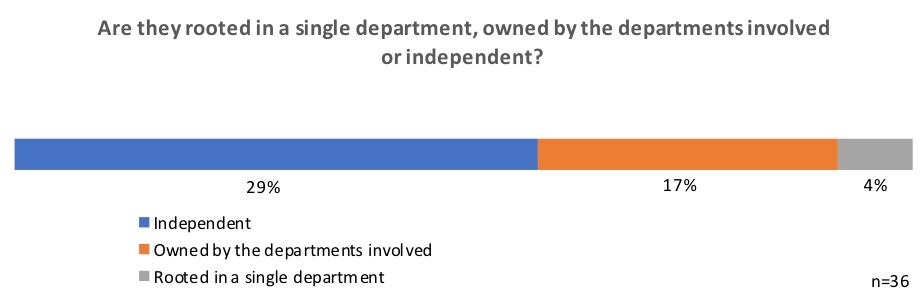 Are they rooted in a single department, owned by the departments involved
or independent?
29%
17%
4%
Independent
Owned by the departments involved
Rooted in a single department
n=36